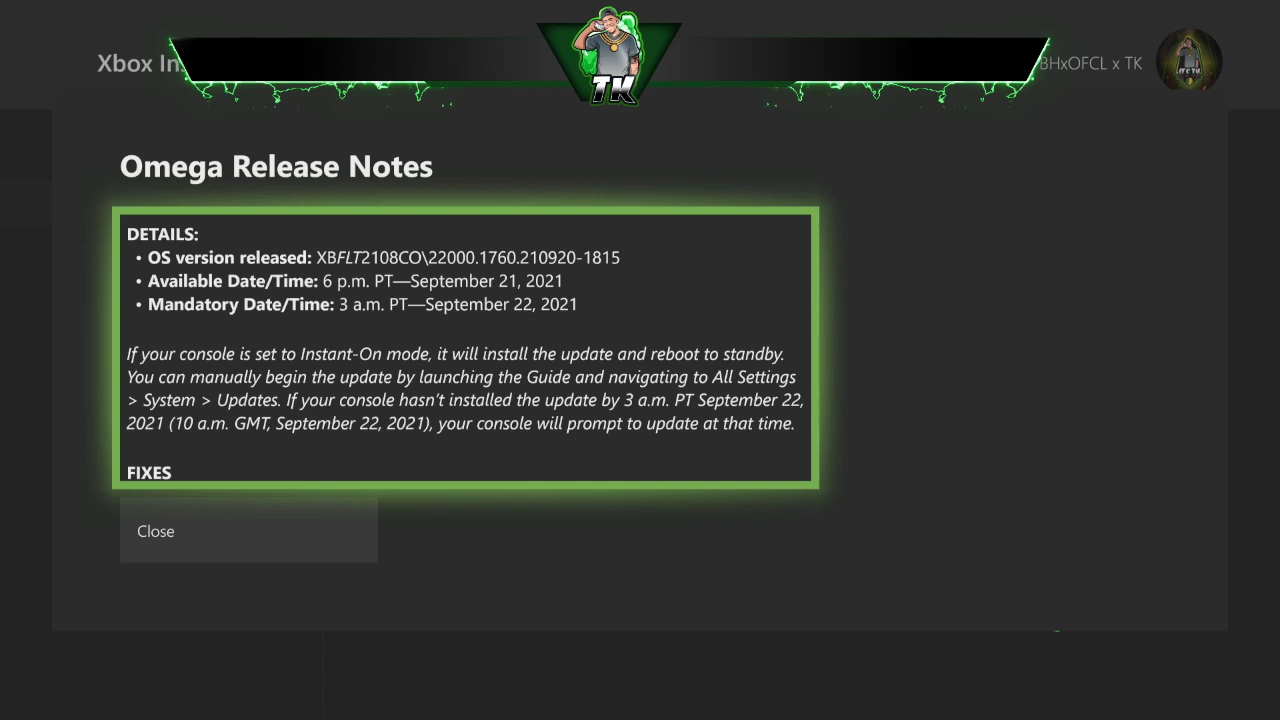 Xbox In
TK
BHxOFCL x TK
Omega Release Notes
DETAILS:
• OS version released: XBFLT2108CO\22000.1760.210920-1815
• Available Date/Time: 6 p.m. PT—September 21, 2021
• Mandatory Date/Time: 3 a.m. PT—September 22, 2021
If your console is set to Instant-On mode, it will install the update and reboot to standby.
You can manually begin the update by launching the Guide and navigating to All Settings
> System > Updates. If your console hasn't installed the update by 3 a.m. PT September 22,
2021 (10 a.m. GMT, September 22, 2021), your console will prompt to update at that time.
FIXES
Close